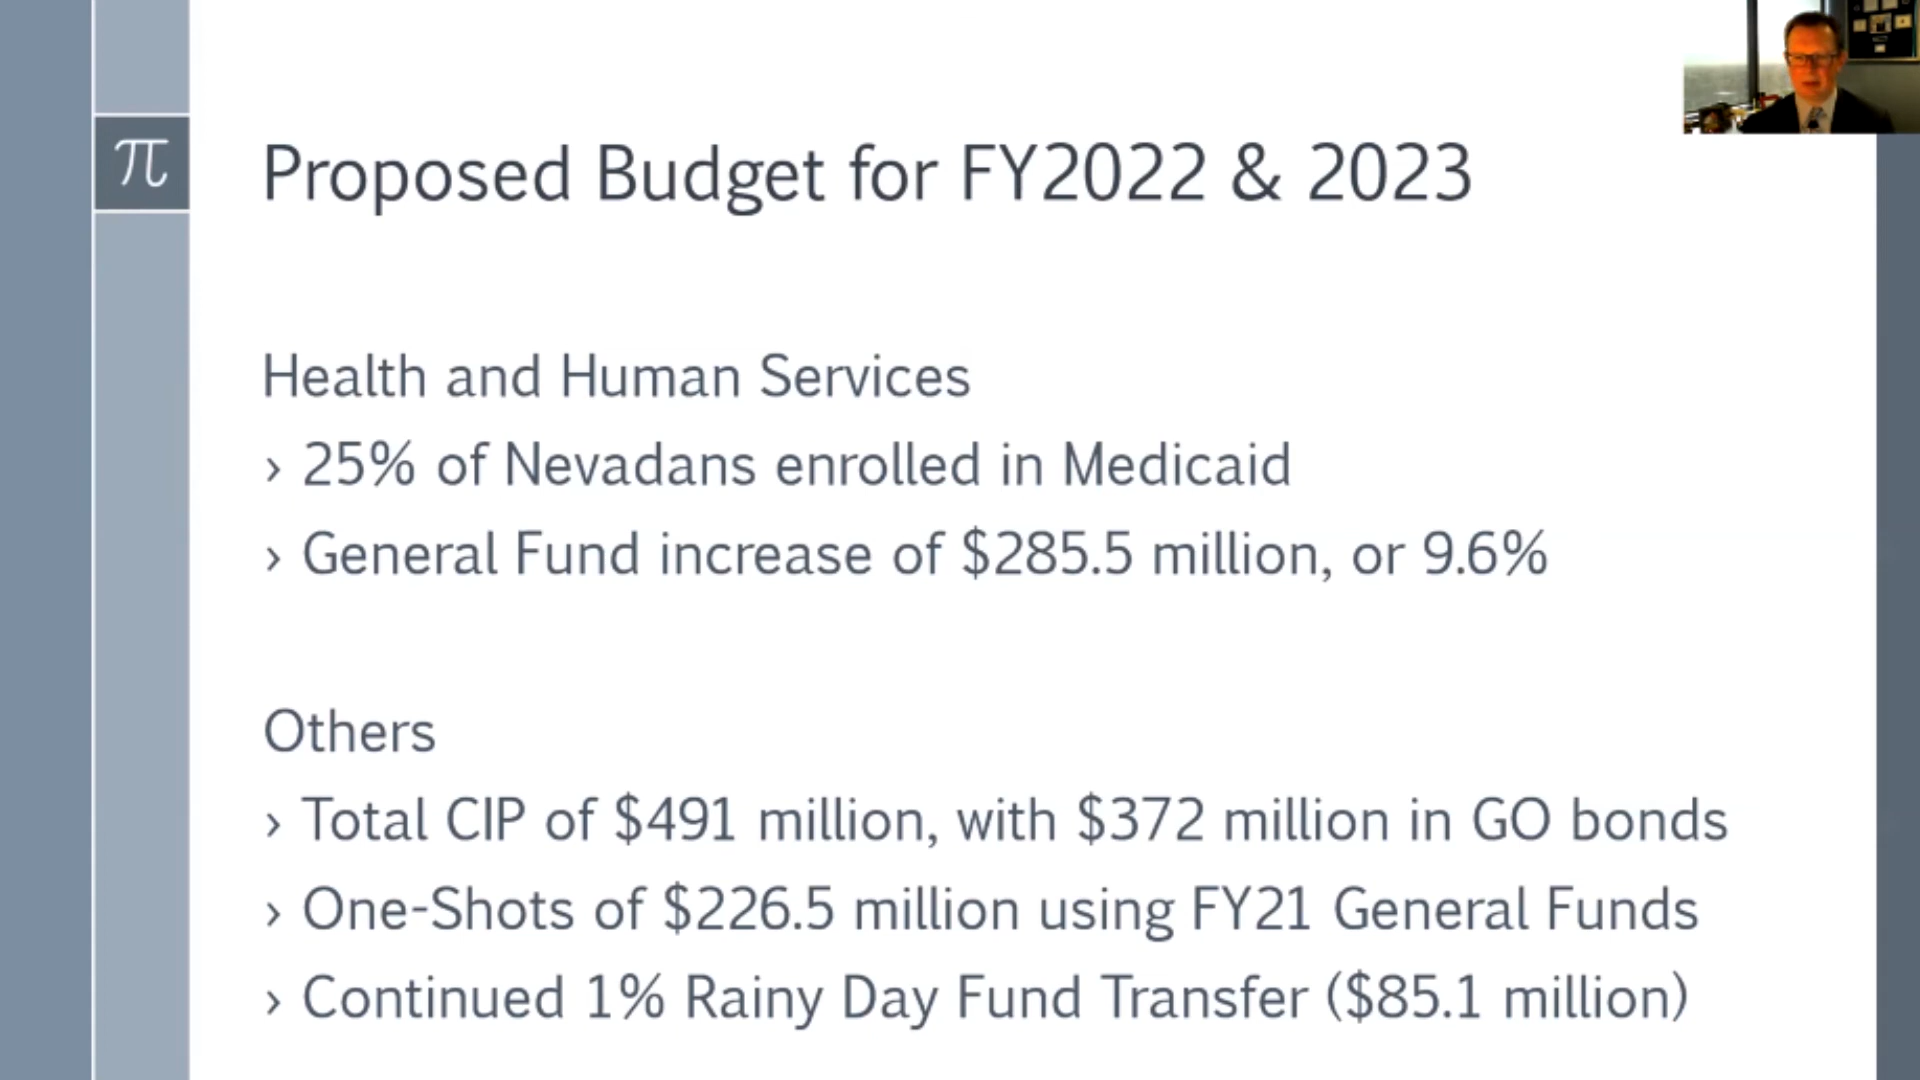 π
Proposed Budget for FY2022 & 2023
Health and Human Services
› 25% of Nevadans enrolled in Medicaid
› General Fund increase of $285.5 million, or 9.6%
Others
› Total CIP of $491 million, with $372 million in GO bonds
› One-Shots of $226.5 million using FY21 General Funds
› Continued 1% Rainy Day Fund Transfer ($85.1 million)